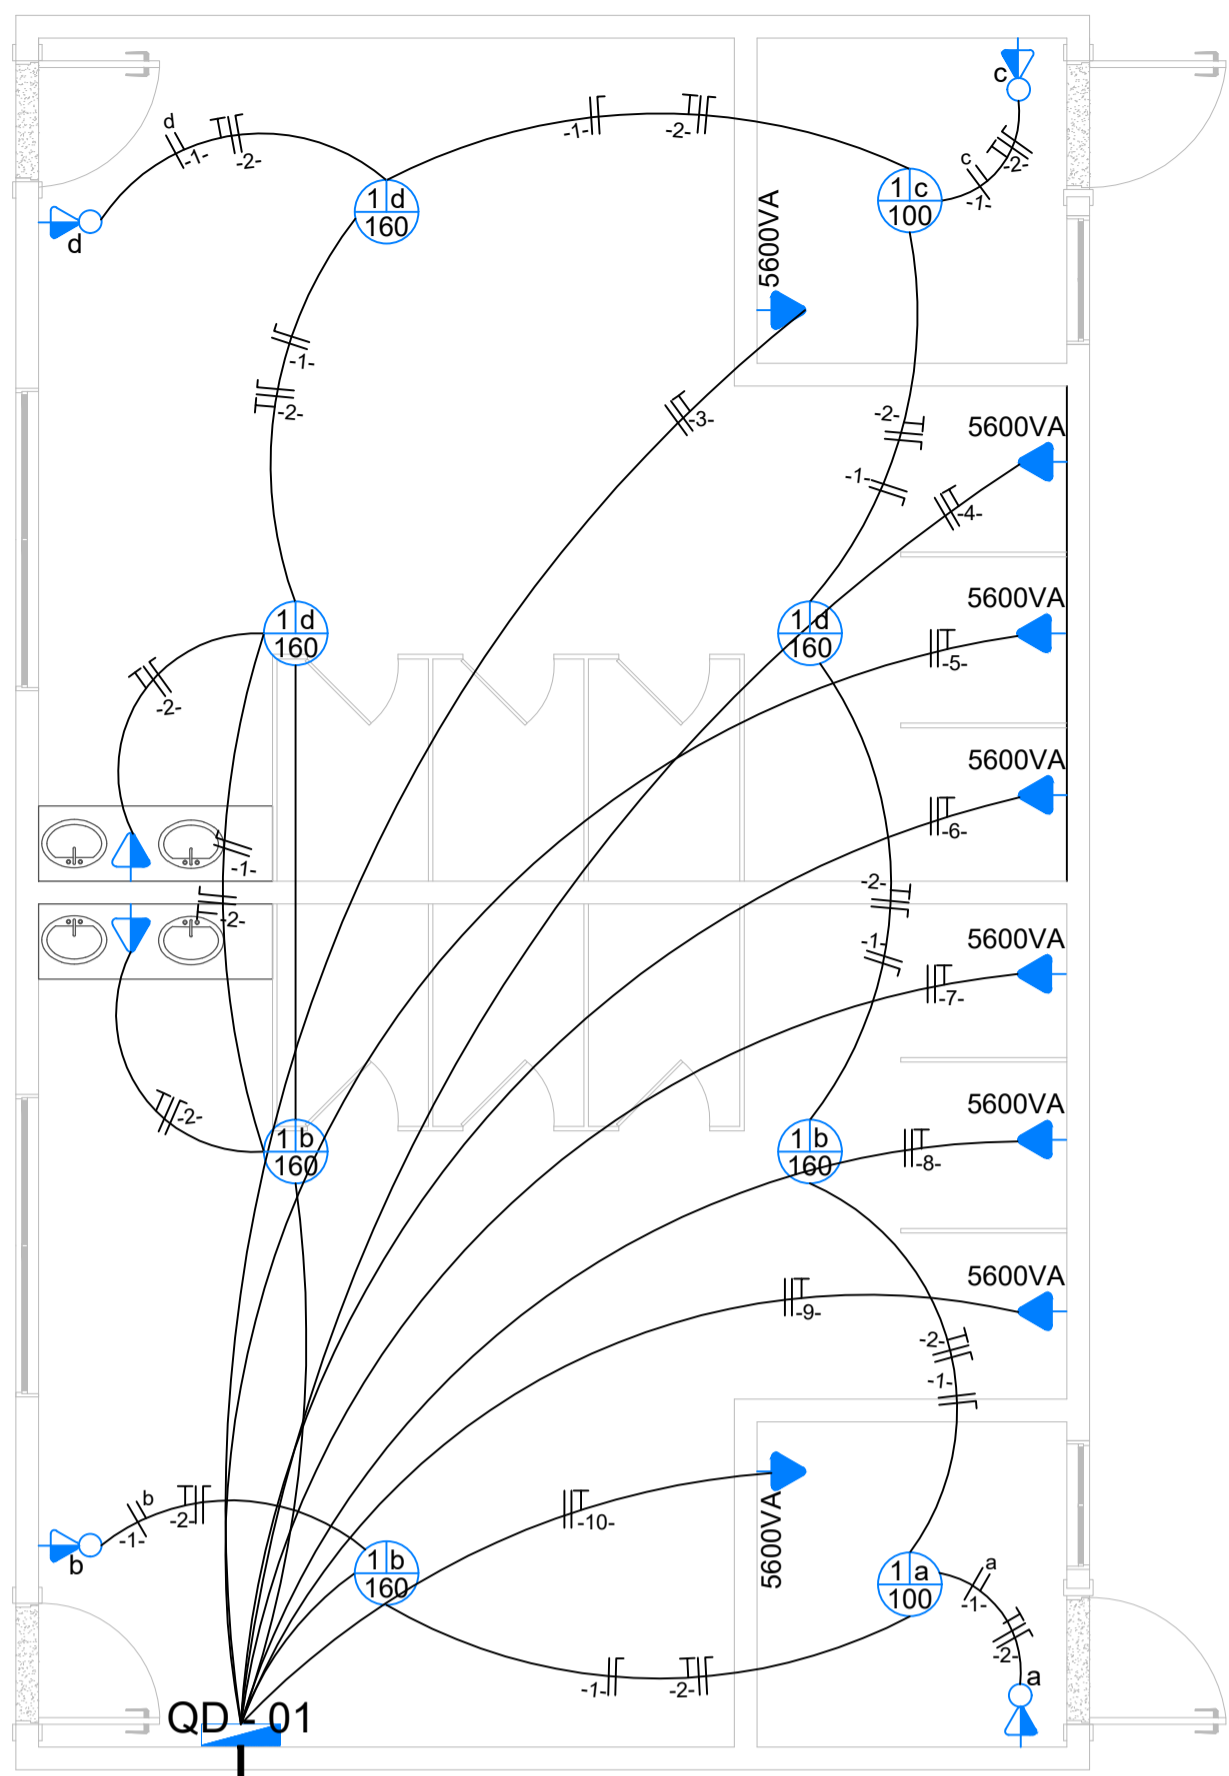 c
d
-1-
T
-2-
-1-
T
-2-
T
-2-
c
-1-
1 d
160
1 c
100
5600VA
d
-1-
T
-2-
T
-3-
T
-2-
-1-
5600VA
T
-4-
5600VA
1 d
160
1 d
160
T
-5-
T
-2-
5600VA
T
-6-
-1-
T
-2-
T
-2-
-1-
5600VA
T
-7-
T
-2-
5600VA
1 b
160
1 b
160
T
-8-
5600VA
T
-9-
T
-2-
-1-
b
-1-
T
-2-
T
-10-
5600VA
b
1 b
160
1 a
100
a
-1-
T
-2-
-1-
T
-2-
a
QD - 01